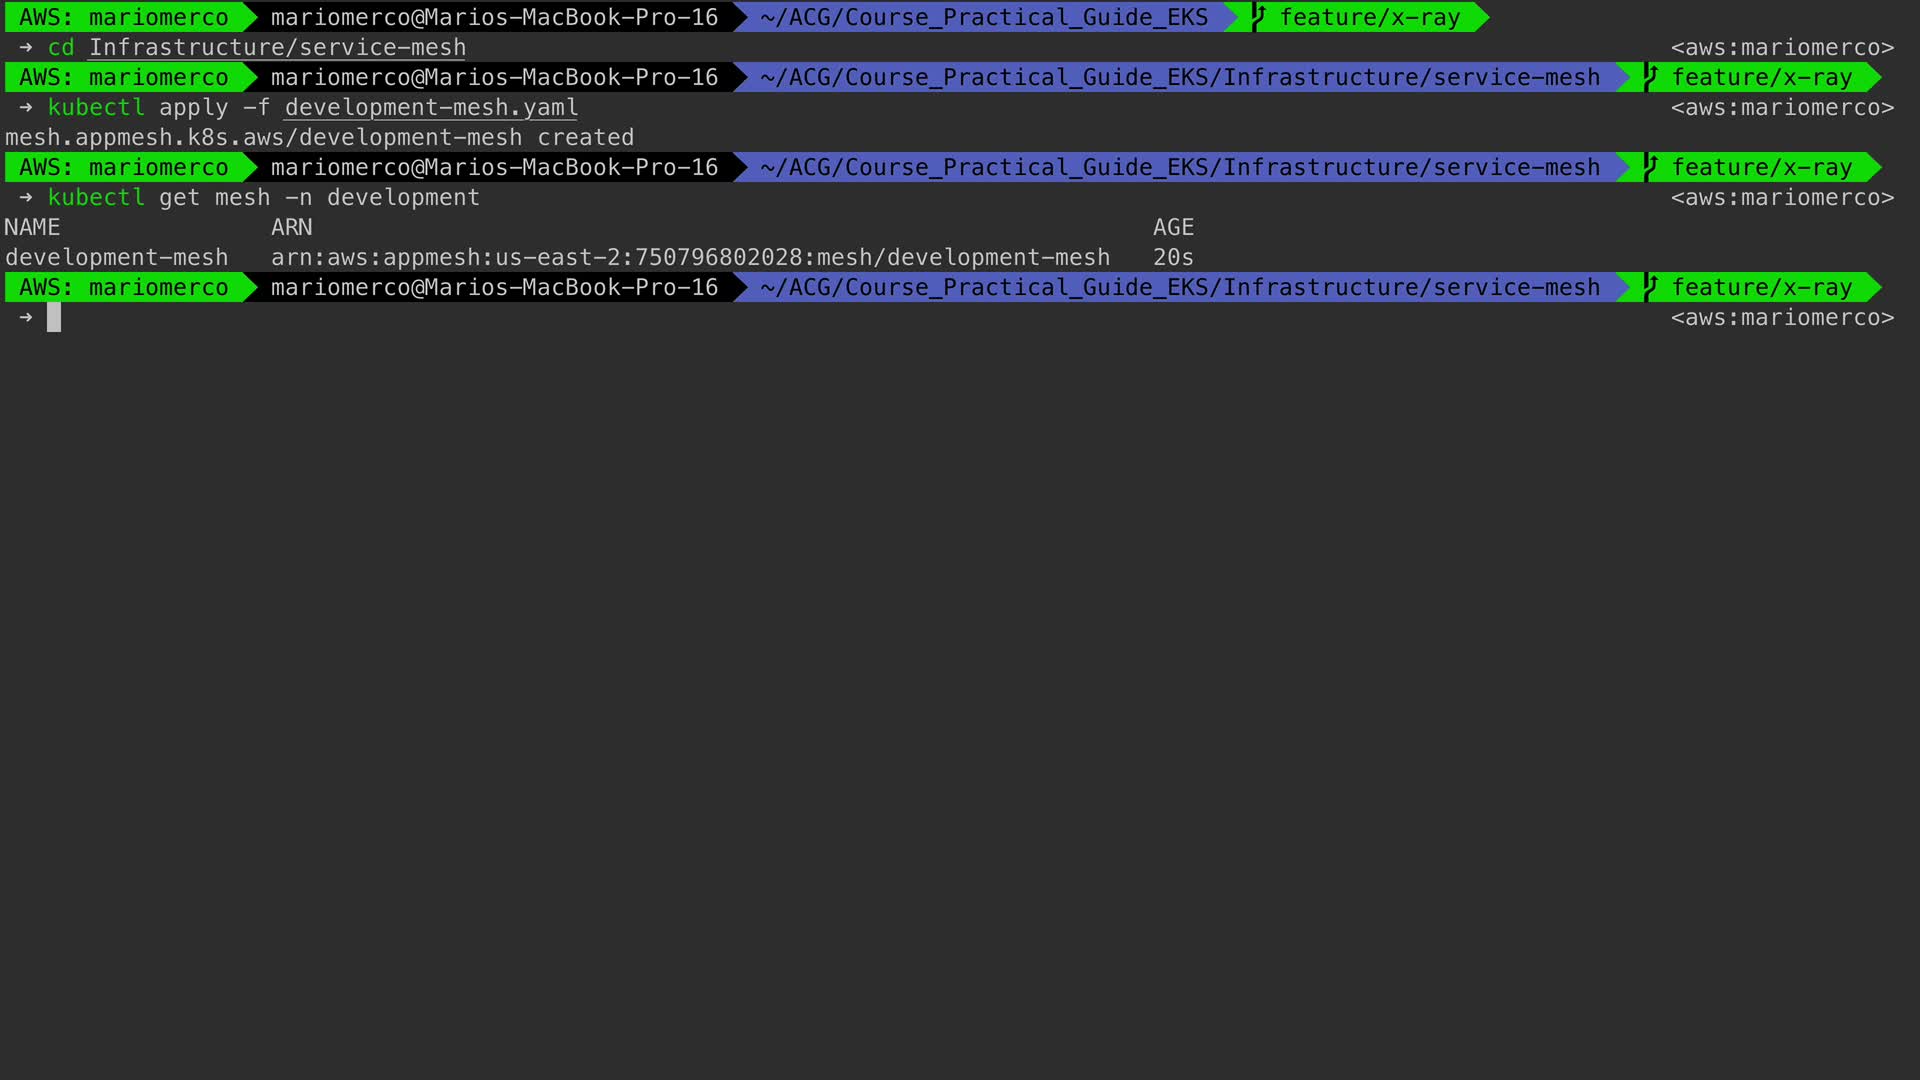 AWS: mariomerco mariomerco@Marios-MacBook-Pro-16 ~/ACG/Course_Practical_Guide_EKS feature/x-ray
→ cd Infrastructure/service-mesh <aws:mariomerco>
AWS: mariomerco mariomerco@Marios-MacBook-Pro-16 ~/ACG/Course_Practical_Guide_EKS/Infrastructure/service-mesh feature/x-ray
→ kubectl apply -f development-mesh.yaml <aws:mariomerco>
mesh.appmesh.k8s.aws/development-mesh created
AWS: mariomerco mariomerco@Marios-MacBook-Pro-16 ~/ACG/Course_Practical_Guide_EKS/Infrastructure/service-mesh feature/x-ray
→ kubectl get mesh -n development <aws:mariomerco>
NAME ARN AGE
development-mesh arn:aws:appmesh:us-east-2:750796802028:mesh/development-mesh 20s
AWS: mariomerco mariomerco@Marios-MacBook-Pro-16 ~/ACG/Course_Practical_Guide_EKS/Infrastructure/service-mesh feature/x-ray
→ <aws:mariomerco>